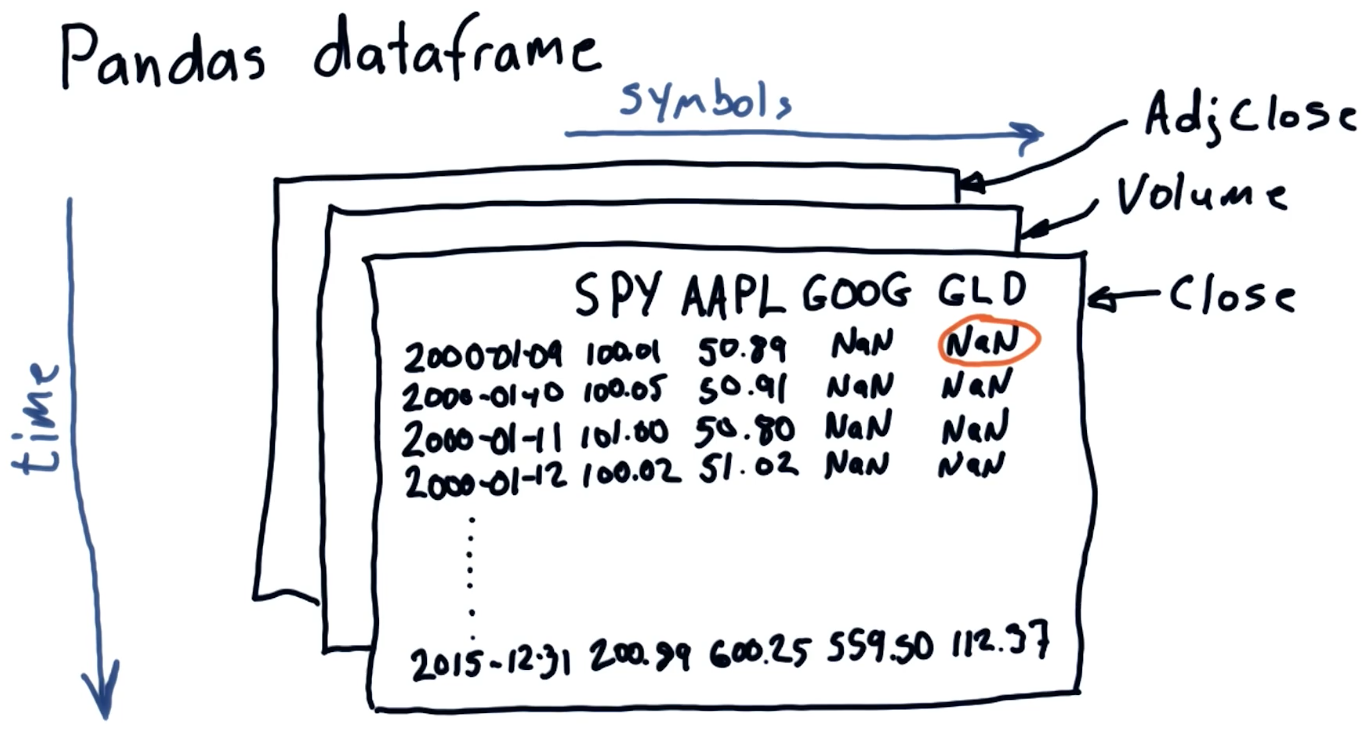 Pandas dataframe
symbols
AdjClose
Volume
Close
time
SPY AAPL GOOG GLD
2000-01-09 100.01 50.89 NaN NaN
2000-01-10 100.05 50.91 NaN NaN
2000-01-11 101.00 50.80 NaN NaN
2000-01-12 100.02 51.02 NaN NaN
2015-12-31 200.89 600.25 559.50 112.37